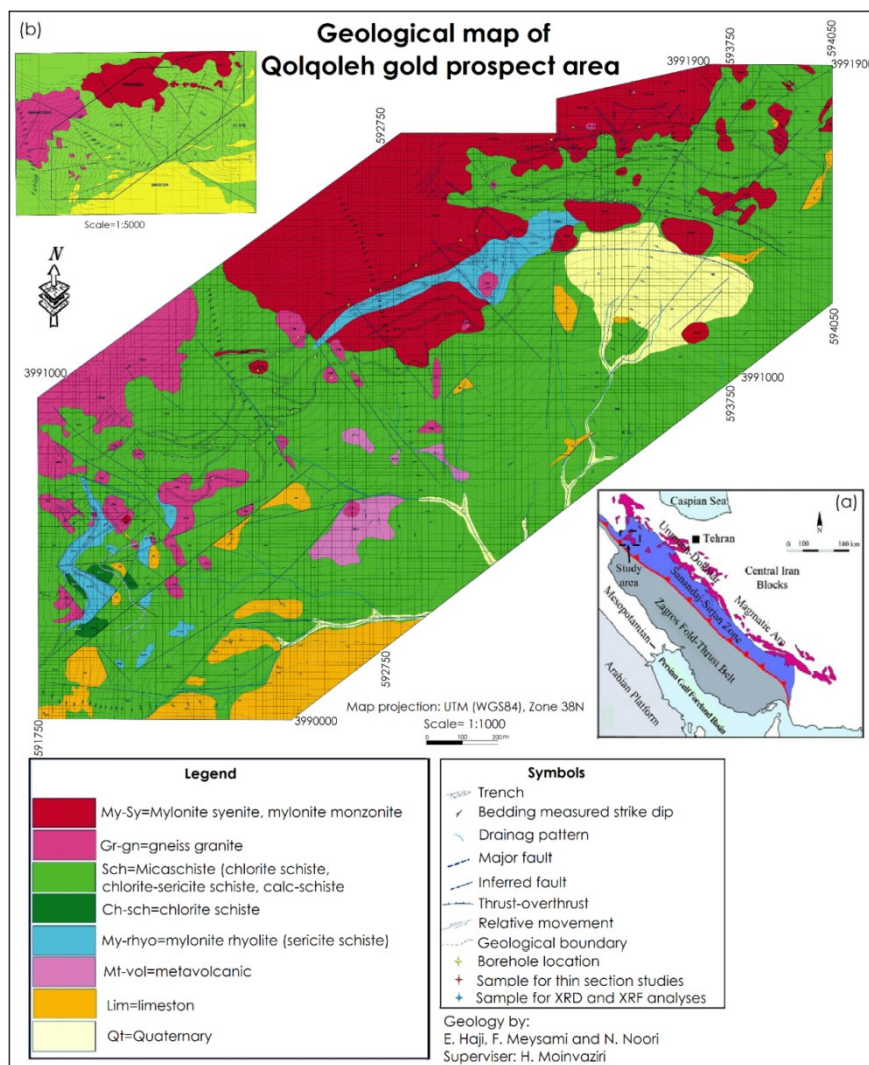 (b)
Geological map of
Qolqoleh gold prospect area
Scale=1:5000
N
592750
3991900
593750
594050
3991900
3991000
594050
3991000
593750
591750
3990000
592750
Map projection: UTM (WGS84), Zone 38N
Scale= 1:1000
0 100 200 m
(a)
Caspian Sea
N
Tehran
0 100 160 km
Study
area
Central Iran
Blocks
Sanandaj-Sirjan Zone
Magmatic Arc
Zagros Fold-Thrust Belt
Mesopotamian
Persian Gulf Foreland Basin
Arabian Platform
Legend
My-Sy=Mylonite syenite, mylonite monzonite
Gr-gn=gneiss granite
Sch=Micaschiste (chlorite schiste,
chlorite-sericite schiste, calc-schiste
Ch-sch=chlorite schiste
My-rhyo=mylonite rhyolite (sericite schiste)
Mt-vol=metavolcanic
Lim=limeston
Qt=Quaternary
Symbols
Trench
Bedding measured strike dip
Drainag pattern
Major fault
Inferred fault
Thrust-overthrust
Relative movement
Geological boundary
Borehole location
Sample for thin section studies
Sample for XRD and XRF analyses
Geology by:
E. Haji, F. Meysami and N. Noori
Superviser: H. Moinvaziri